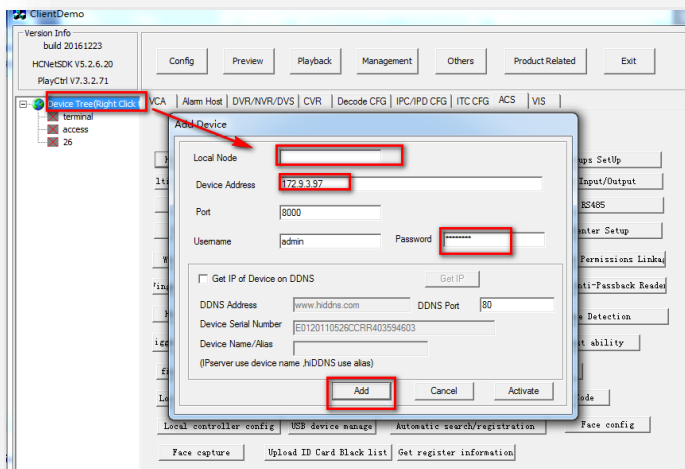 ClientDemo
Version Info
build 20161223
HCNetSDK V5.2.6.20
PlayCtrl V7.3.2.71
Config Preview Playback Management Others Product Related Exit
Device Tree(Right Click
terminal
access
26
VCA Alarm Host DVR/NVR/DVS CVR Decode CFG IPC/IPD CFG ITC CFG ACS VIS
Add Device
Local Node
Device Address 172.9.3.97
Port 8000
Username admin Password ********
Get IP of Device on DDNS Get IP
DDNS Address www.hiddns.com DDNS Port 80
Device Serial Number E0120110526CCRR403594603
Device Name/Alias
(IPserver use device name ,hiDDNS use alias)
Add Cancel Activate
ups SetUp
Input/Output
RS485
enter Setup
Permissions Linka
nti-Passback Reader
e Detection
t ability
ode
Local controller config USB device manage Automatic search/registration Face config
Face capture Upload ID Card Black list Get register information